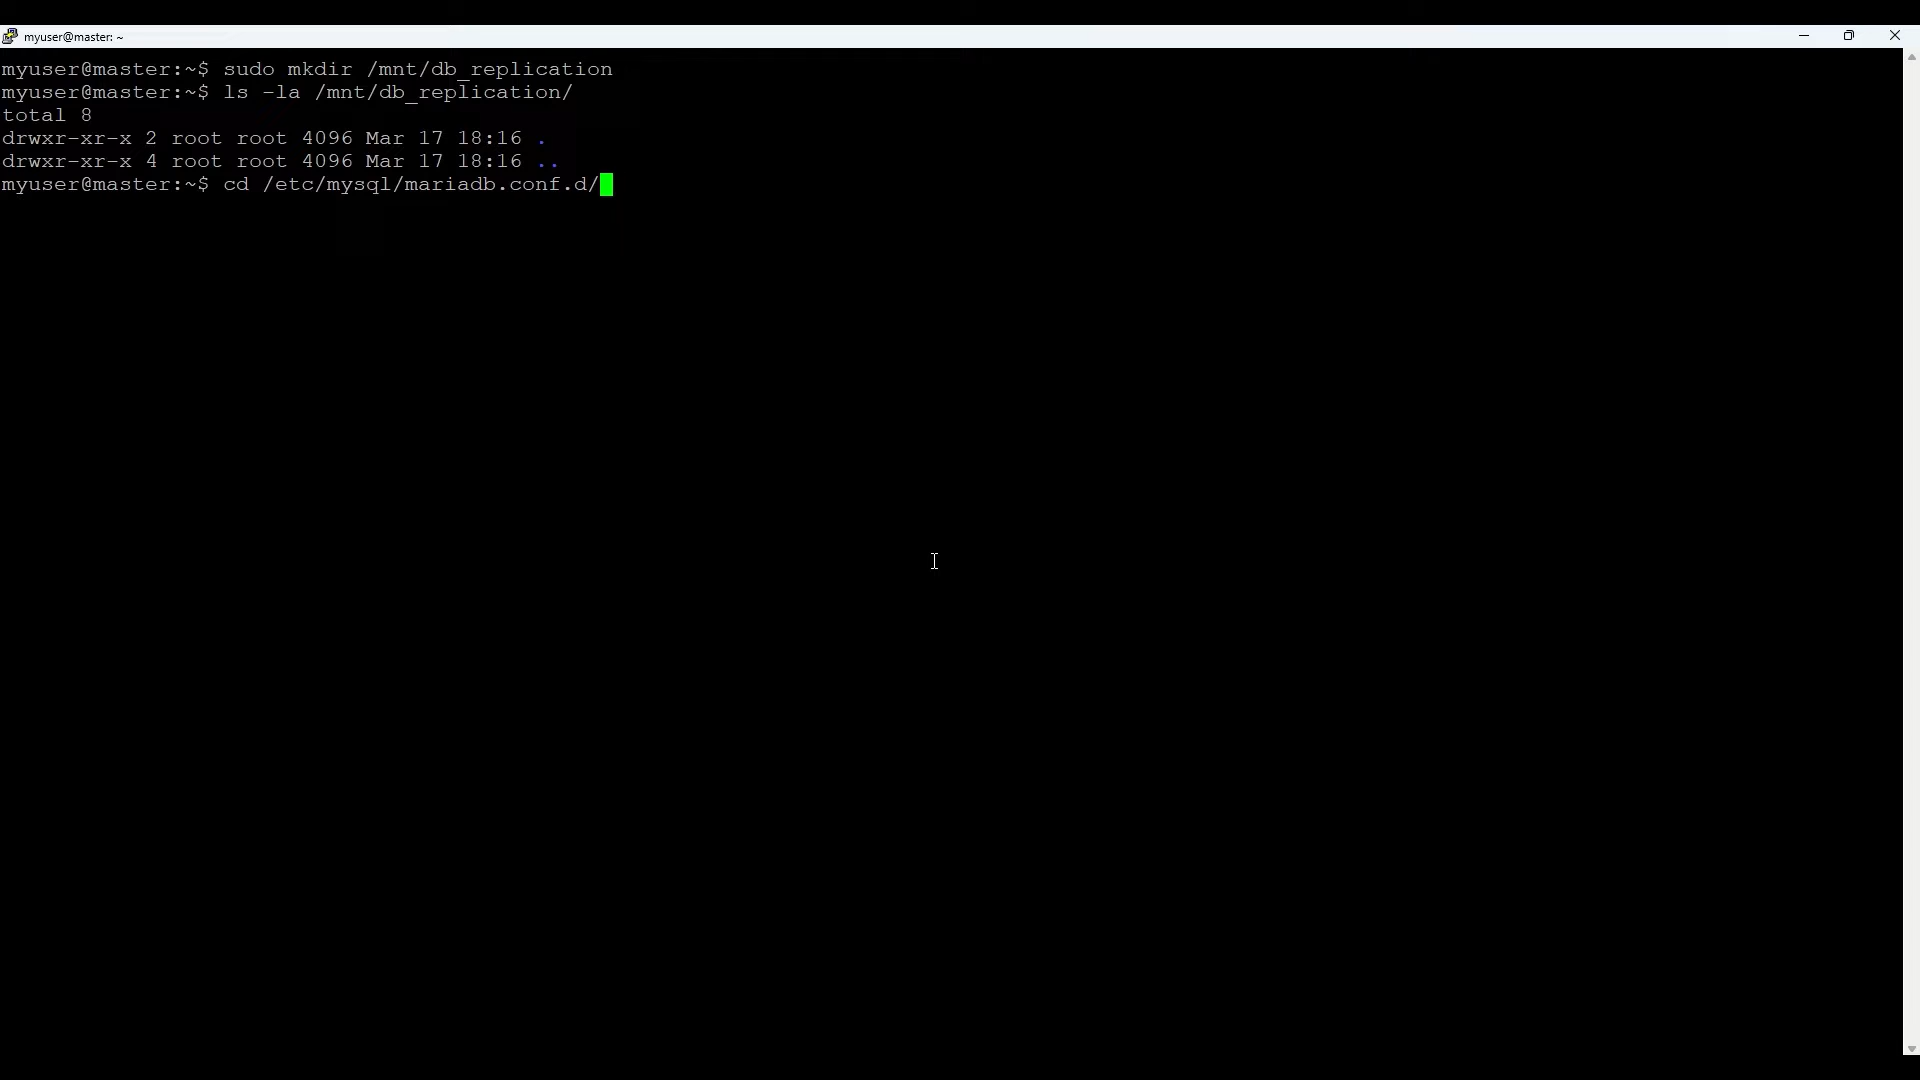 myuser@master: ~
myuser@master:~$ sudo mkdir /mnt/db_replication
myuser@master:~$ ls -la /mnt/db_replication/
total 8
drwxr-xr-x 2 root root 4096 Mar 17 18:16 .
drwxr-xr-x 4 root root 4096 Mar 17 18:16 ..
myuser@master:~$ cd /etc/mysql/mariadb.conf.d/